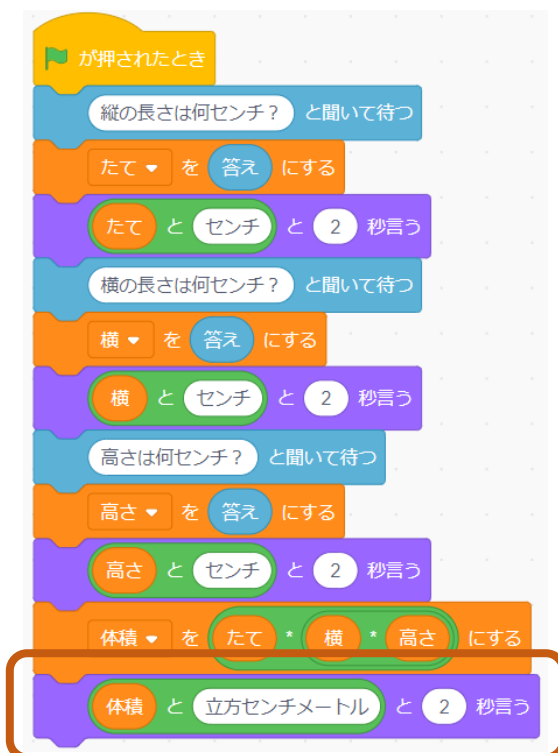 が押されたとき
縦の長さは何センチ? と聞いて待つ
たて を 答え にする
たて と センチ と 2 秒言う
横の長さは何センチ? と聞いて待つ
横 を 答え にする
横 と センチ と 2 秒言う
高さは何センチ? と聞いて待つ
高さ を 答え にする
高さ と センチ と 2 秒言う
体積 を たて * 横 * 高さ にする
体積 と 立方センチメートル と 2 秒言う